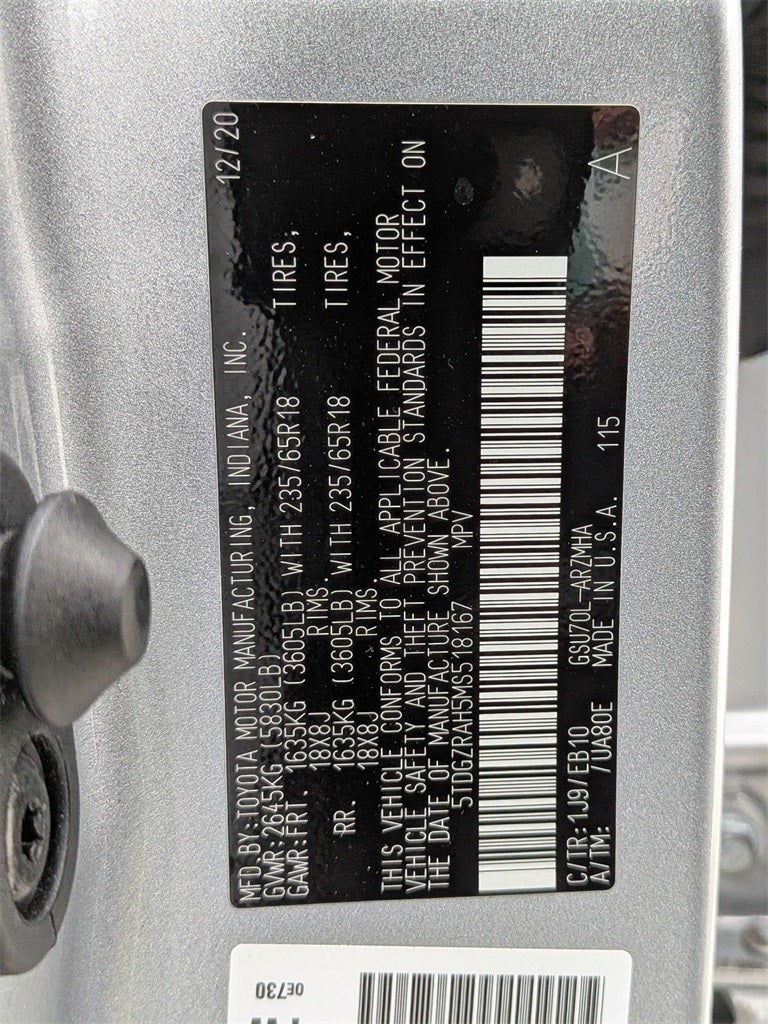 MFD.BY:TOYOTA MOTOR MANUFACTURING, INDIANA, INC. 12/20
GVWR:2645KG (5830LB)
GAWR:FRT. 1635KG (3605LB) WITH 235/65R18 TIRES,
18X8J RIMS.
RR. 1635KG (3605LB) WITH 235/65R18 TIRES,
18X8J RIMS.
THIS VEHICLE CONFORMS TO ALL APPLICABLE FEDERAL MOTOR
VEHICLE SAFETY AND THEFT PREVENTION STANDARDS IN EFFECT ON
THE DATE OF MANUFACTURE SHOWN ABOVE.
5TDGZRAH5MS518167 MPV
C/TR:1J9/EB10 GSU70L-ARZMHA
A/TM: /UA80E MADE IN U.S.A. 115 A
0E730